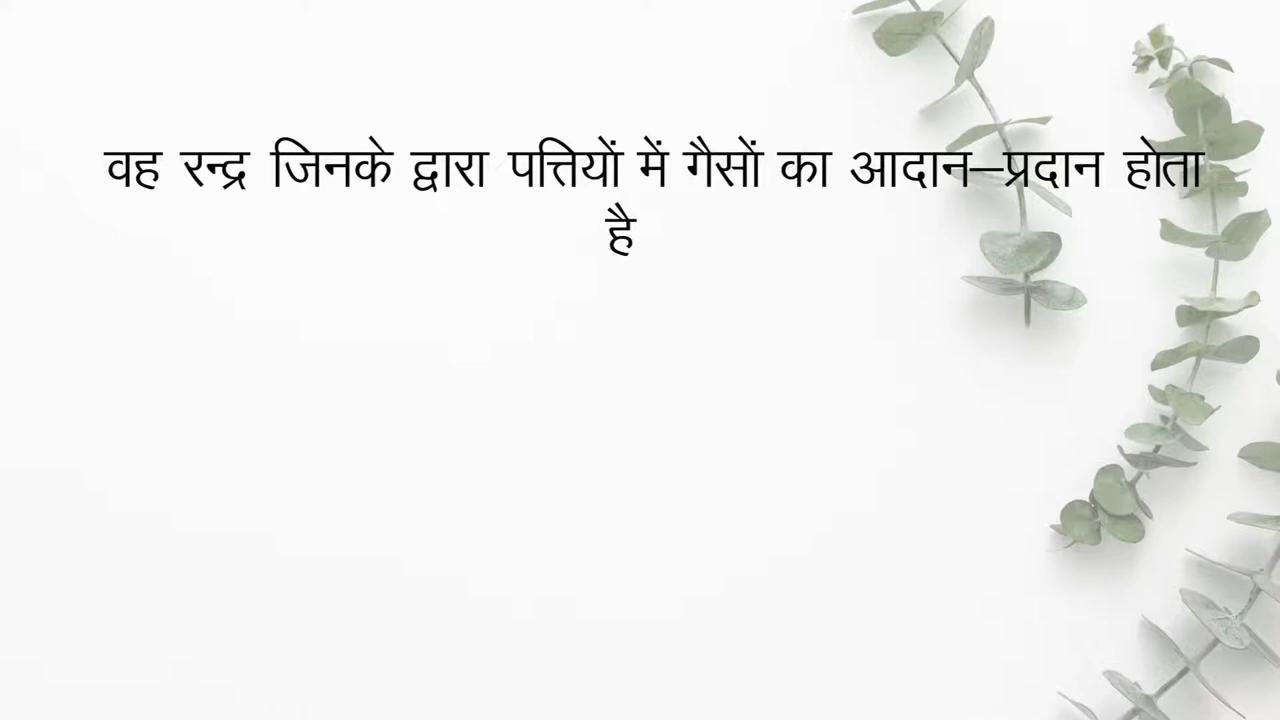 वह रन्द्र जिनके द्वारा पत्तियों में गैसों का आदान–प्रदान होता
है